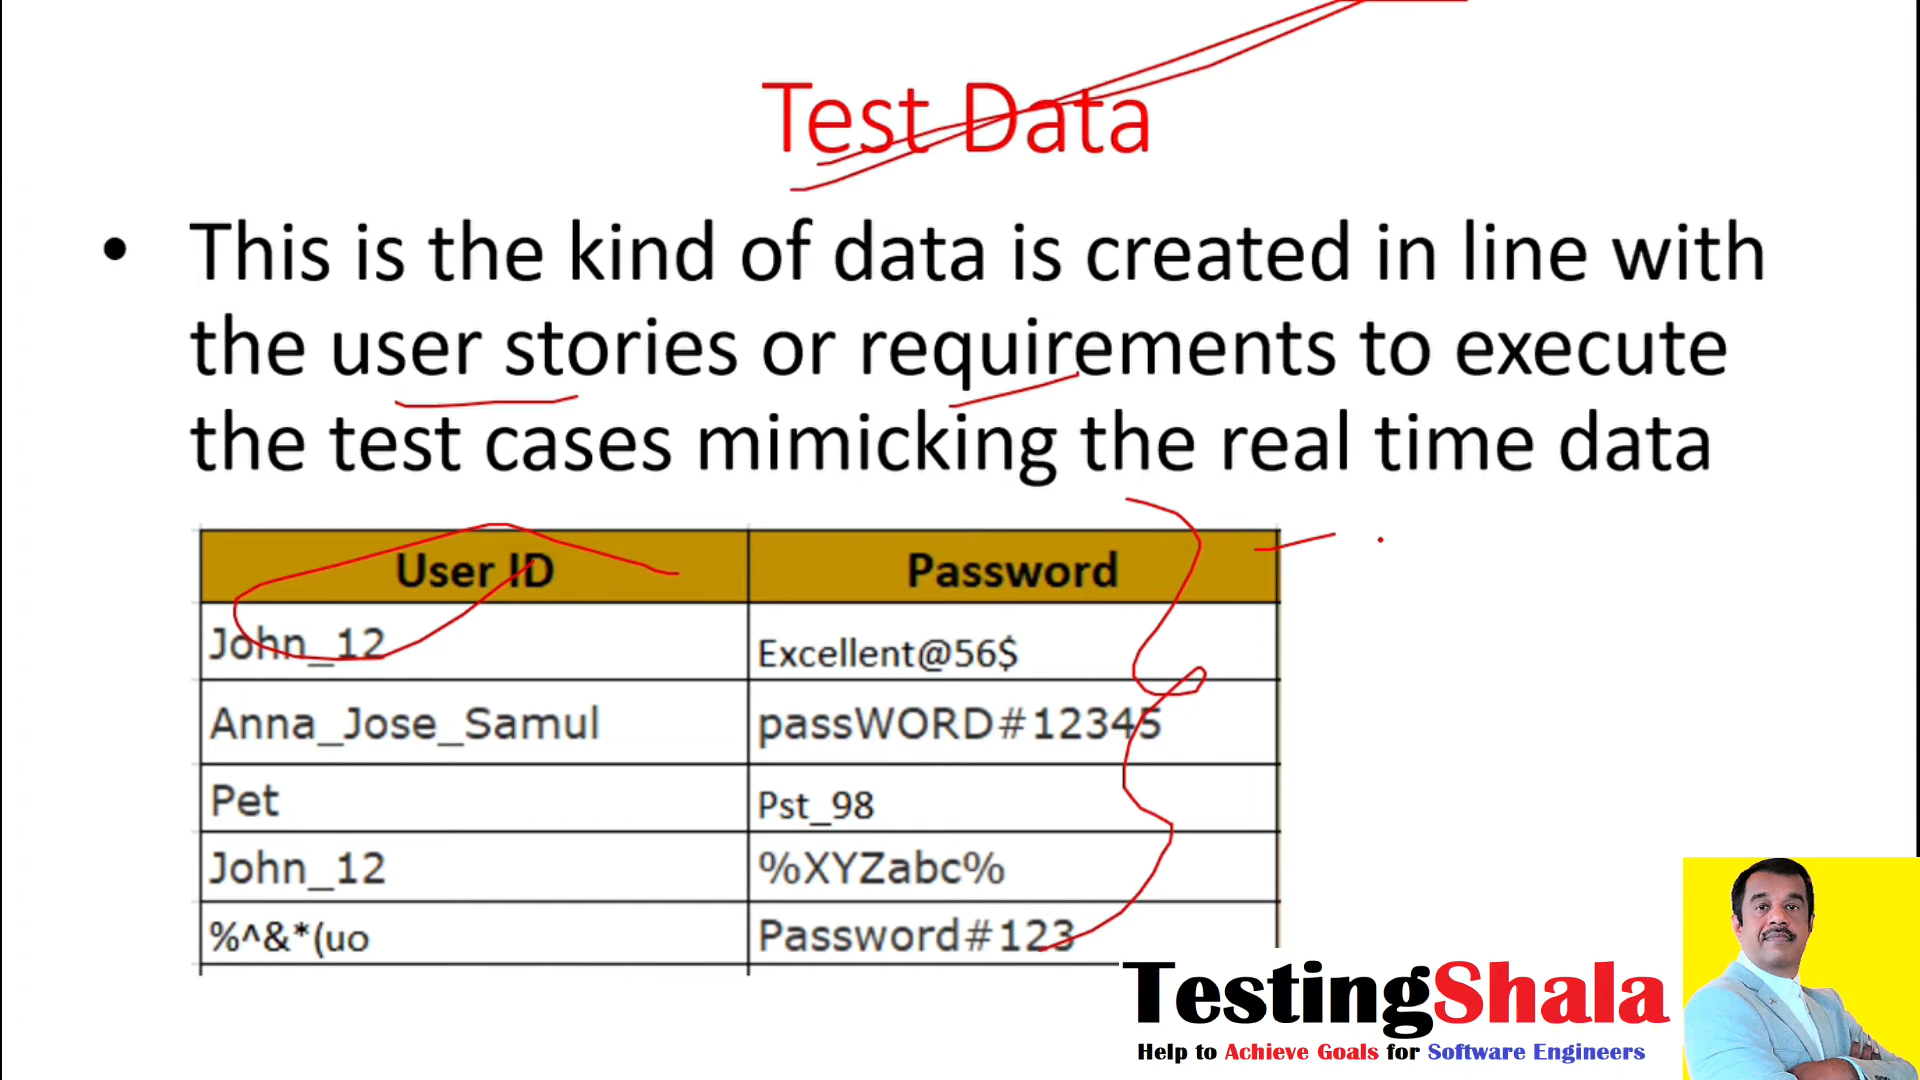 Test Data
• This is the kind of data is created in line with
the user stories or requirements to execute
the test cases mimicking the real time data
User ID Password
John_12 Excellent@56$
Anna_Jose_Samul passWORD#12345
Pet Pst_98
John_12 %XYZabc%
%^&*(uo Password#123
TestingShala
Help to Achieve Goals for Software Engineers